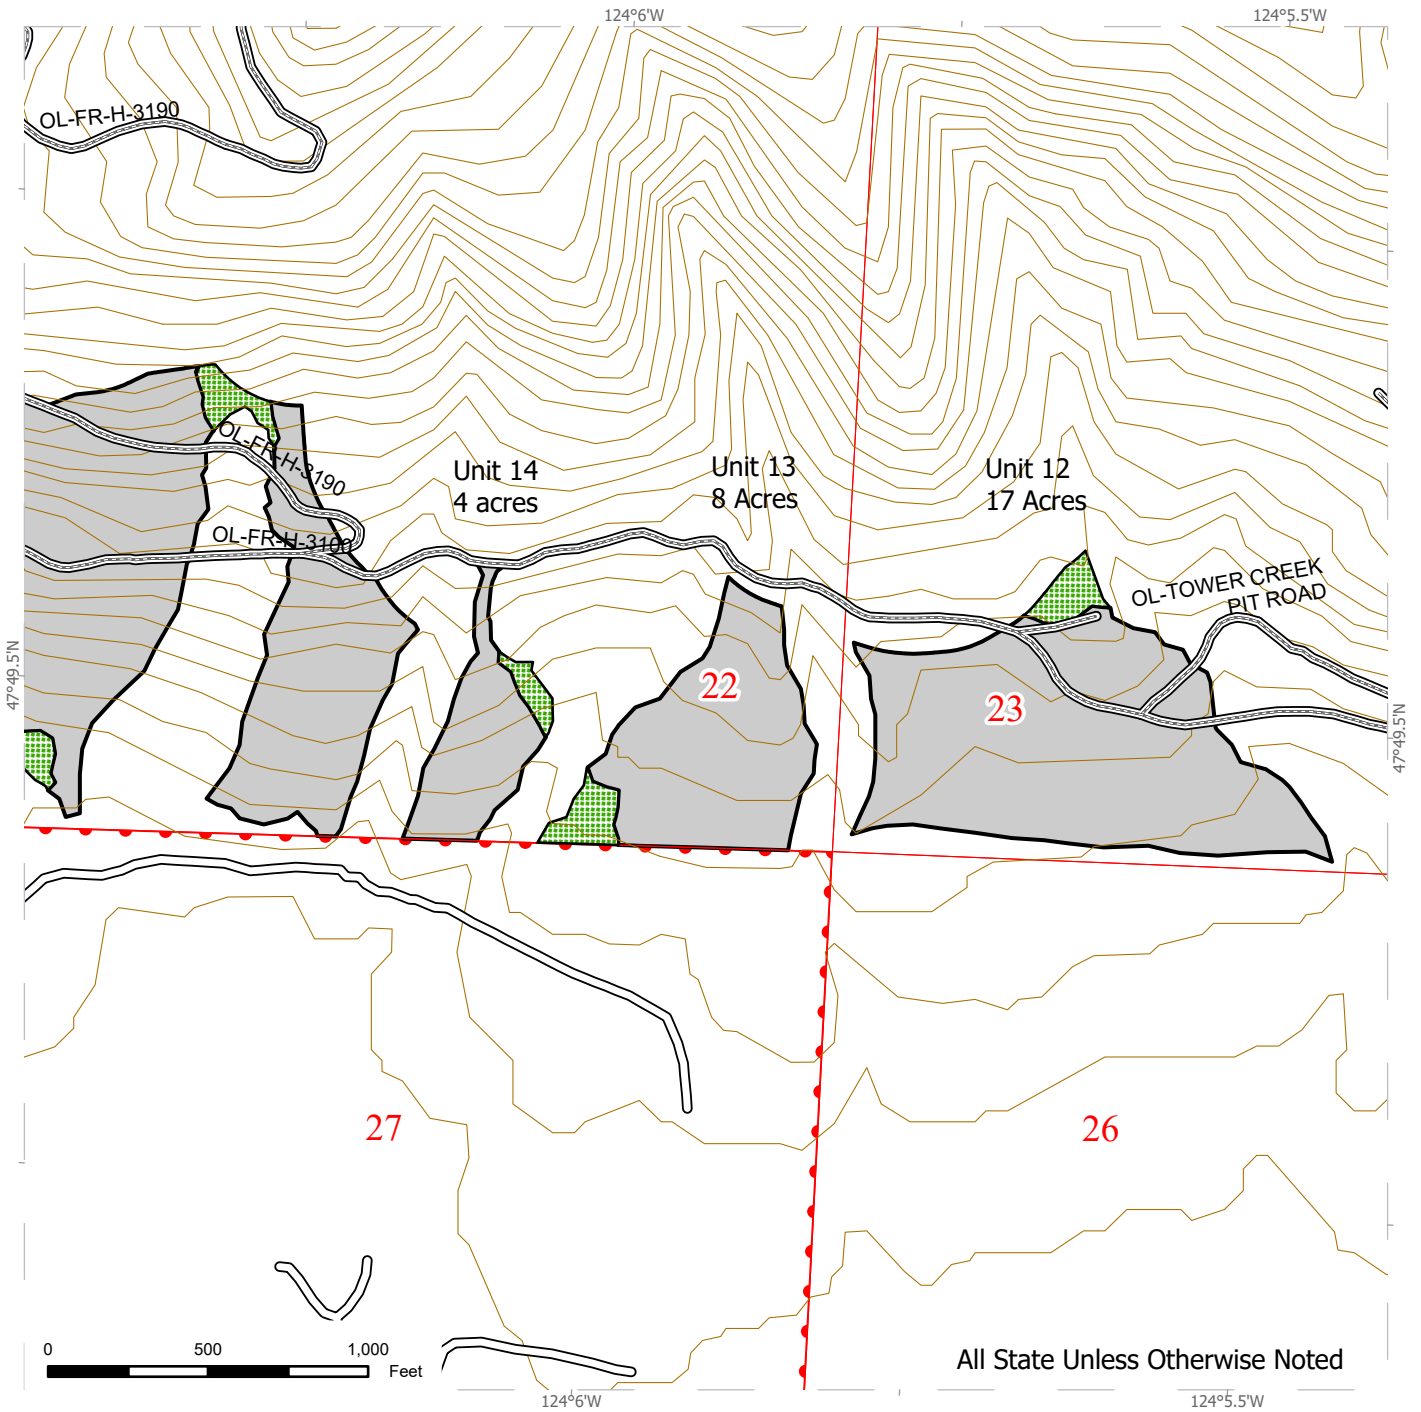 124°6'W
124°5.5'W
OL-FR-H-3190
OL-FR-H-3190
Unit 14
4 acres
Unit 13
8 Acres
Unit 12
17 Acres
OL-FR-H-3100
OL-TOWER CREEK
PIT ROAD
47°49.5'N
22
23
47°49.5'N
27
26
0
500
1,000
Feet
All State Unless Otherwise Noted
124°6'W
124°5.5'W